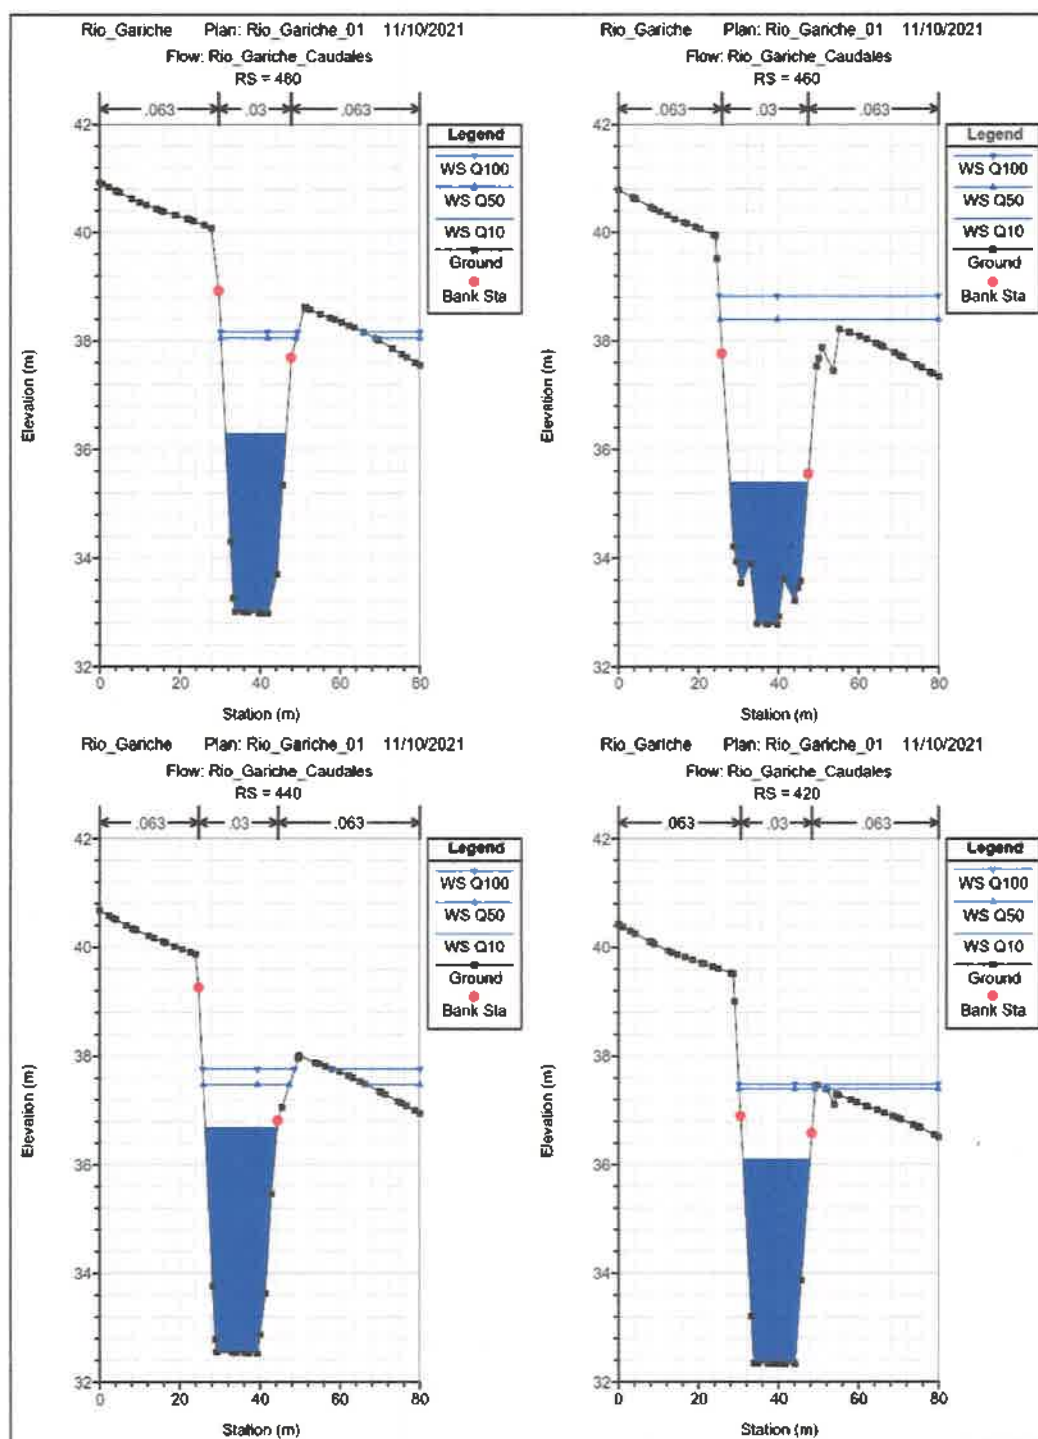 Rio_Gariche Plan: Rio_Gariche_01 11/10/2021
Flow: Rio_Gariche_Caudales
RS = 480
.063 .03 .063
42
40
38
36
34
32
0 20 40 60 80
Elevation (m)
Station (m)
Legend
WS Q100
WS Q50
WS Q10
Ground
Bank Sta
Rio_Gariche Plan: Rio_Gariche_01 11/10/2021
Flow: Rio_Gariche_Caudales
RS = 460
.063 .03 .063
42
40
38
36
34
32
0 20 40 60 80
Elevation (m)
Station (m)
Legend
WS Q100
WS Q50
WS Q10
Ground
Bank Sta
Rio_Gariche Plan: Rio_Gariche_01 11/10/2021
Flow: Rio_Gariche_Caudales
RS = 440
.063 .03 .063
42
40
38
36
34
32
0 20 40 60 80
Elevation (m)
Station (m)
Legend
WS Q100
WS Q50
WS Q10
Ground
Bank Sta
Rio_Gariche Plan: Rio_Gariche_01 11/10/2021
Flow: Rio_Gariche_Caudales
RS = 420
.063 .03 .063
42
40
38
36
34
32
0 20 40 60 80
Elevation (m)
Station (m)
Legend
WS Q100
WS Q50
WS Q10
Ground
Bank Sta